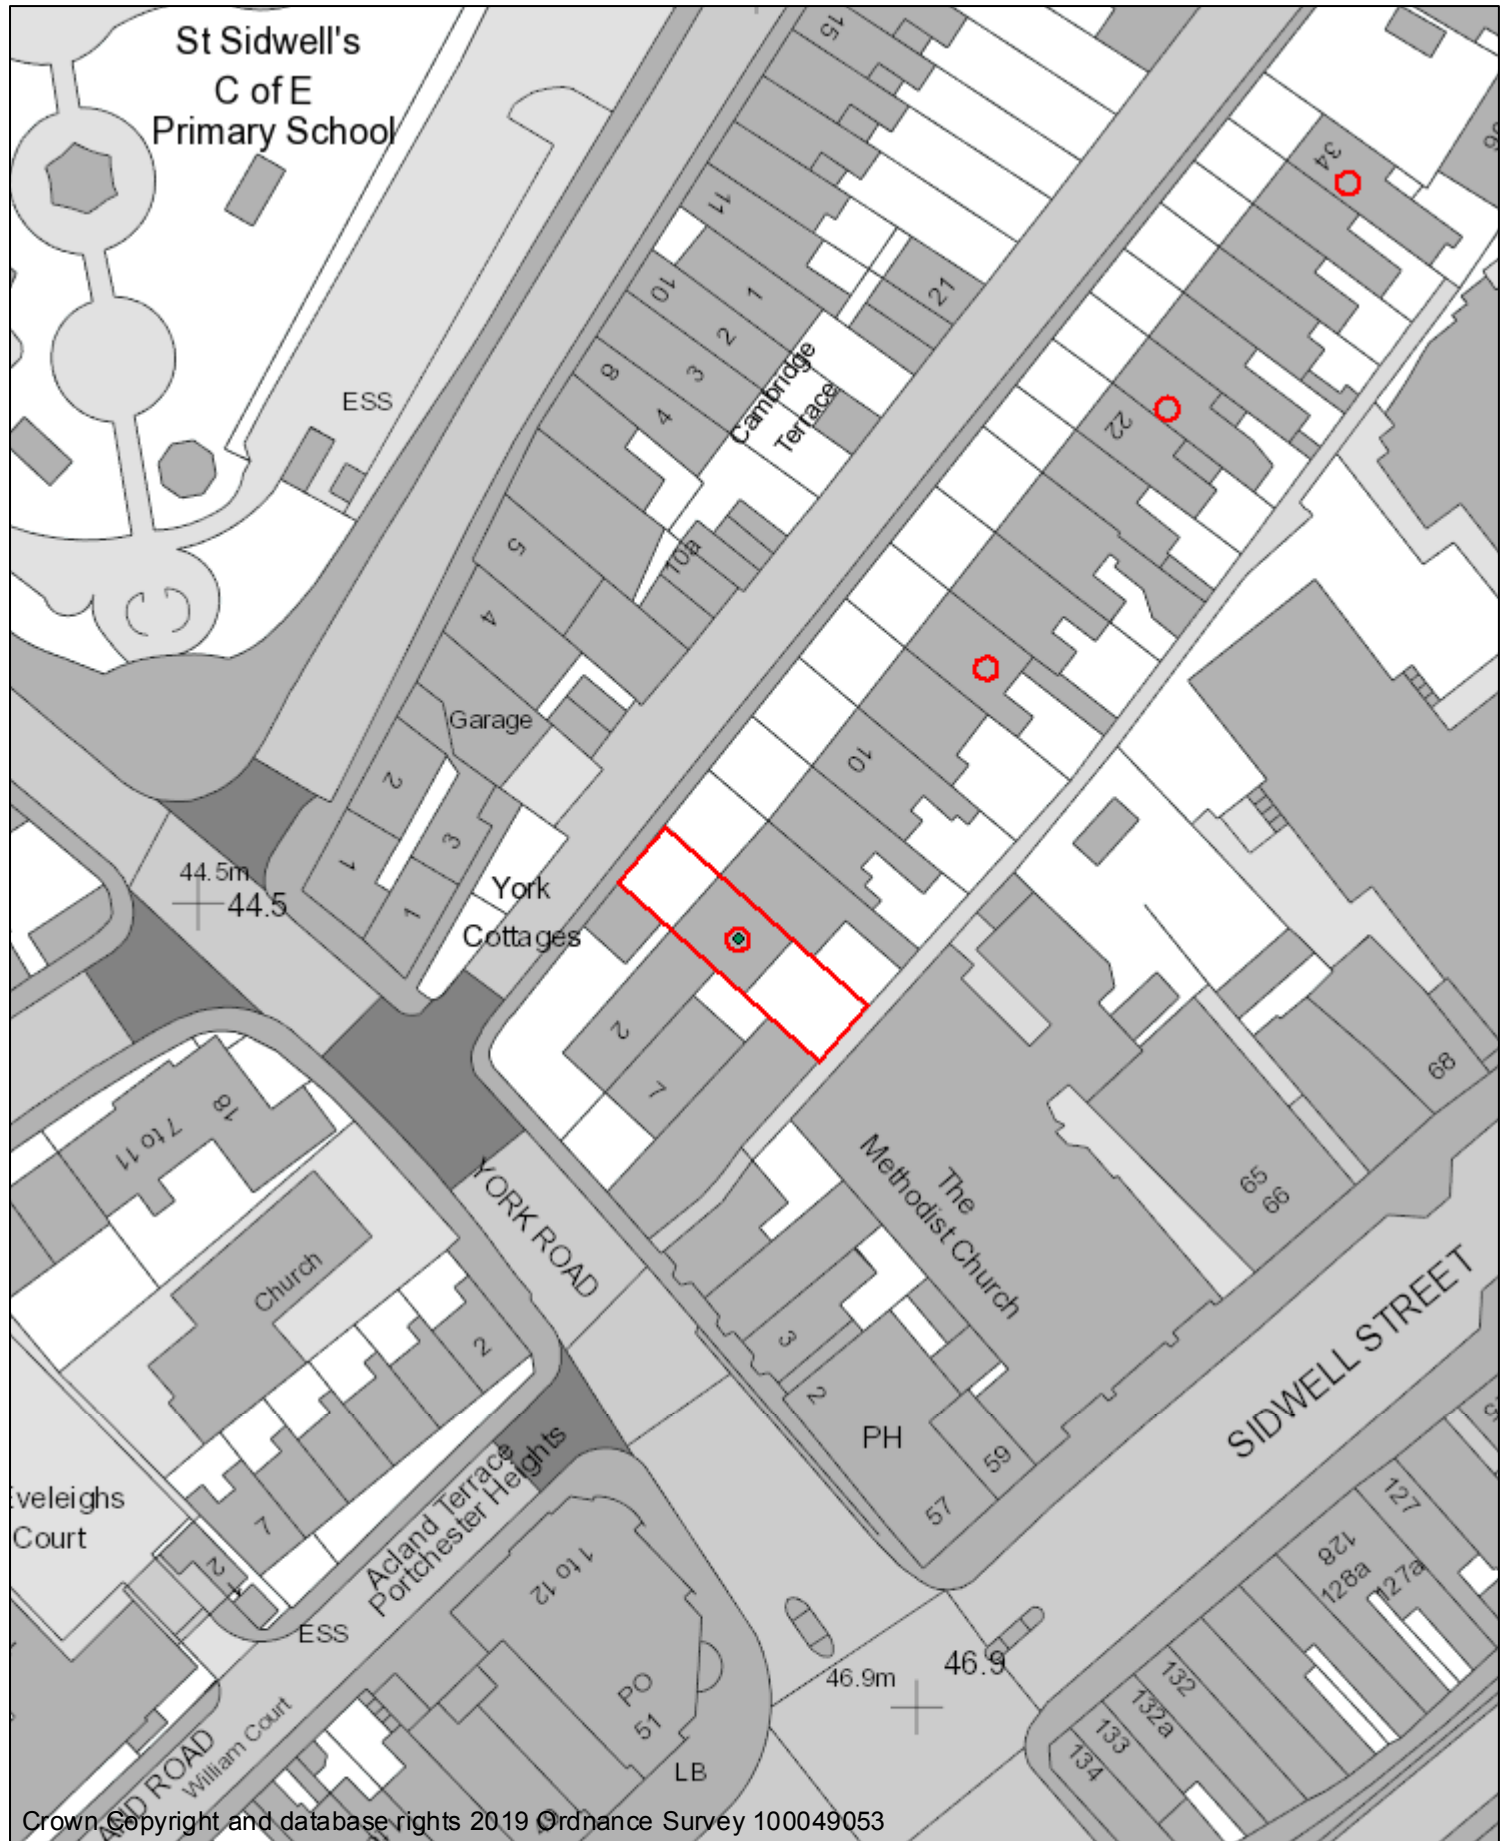 St Sidwell's
C of E
Primary School
15
34
11
10
1
21
2
ESS
8
3
4
Cambridge
Terrace
22
5
10a
4
Garage
10
2
1
3
1
44.5m
44.5
York
Cottages
2
7
18
7 to 11
68
YORK ROAD
The
Methodist Church
65
66
Church
2
3
2
PH
59
57
SIDWELL STREET
Eveleighs
Court
7
2
Acland Terrace
Portchester Heights
1 to 12
127
128
128a
127a
ESS
PO
51
46.9m
46.9
132
132a
133
134
LB
William Court
AND ROAD
49
Crown Copyright and database rights 2019 Ordnance Survey 100049053